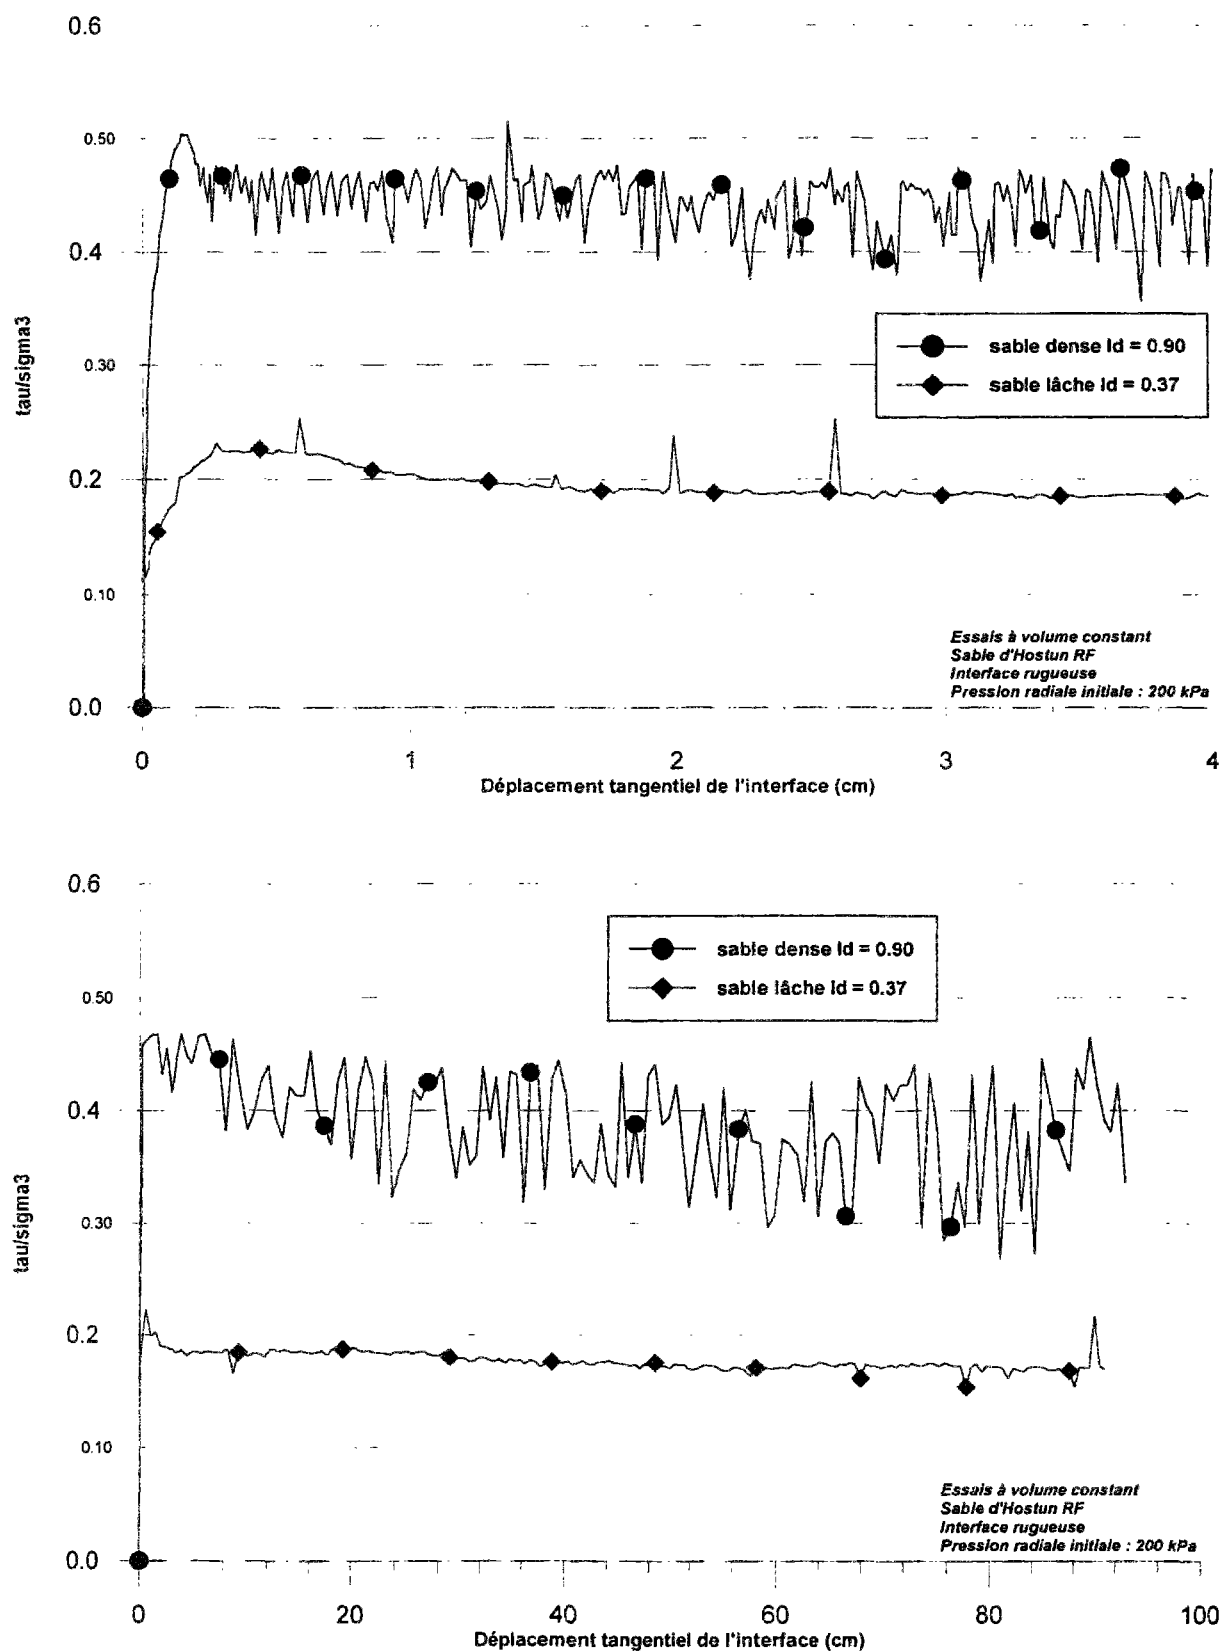 0.6
0.50
0.4
0.30
0.2
0.10
0.0
tau/sigma3
sable dense Id = 0.90
sable lâche Id = 0.37
Essais à volume constant
Sable d'Hostun RF
Interface rugueuse
Pression radiale initiale : 200 kPa
0 1 2 3 4
Déplacement tangentiel de l'interface (cm)
0.6
0.50
0.4
0.30
0.2
0.10
0.0
tau/sigma3
sable dense Id = 0.90
sable lâche Id = 0.37
Essais à volume constant
Sable d'Hostun RF
Interface rugueuse
Pression radiale initiale : 200 kPa
0 20 40 60 80 100
Déplacement tangentiel de l'interface (cm)